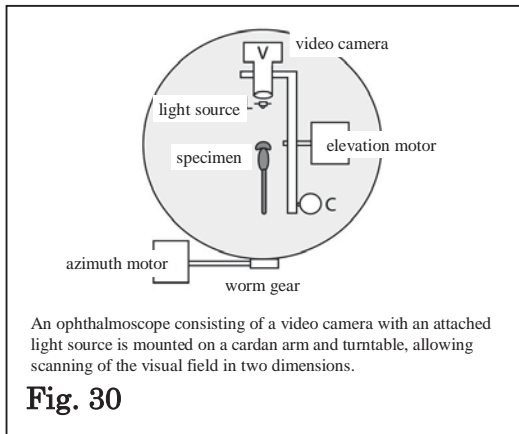 video camera
V
light source
specimen
elevation motor
C
azimuth motor
worm gear
An ophthalmoscope consisting of a video camera with an attached
light source is mounted on a cardan arm and turntable, allowing
scanning of the visual field in two dimensions.
Fig. 30